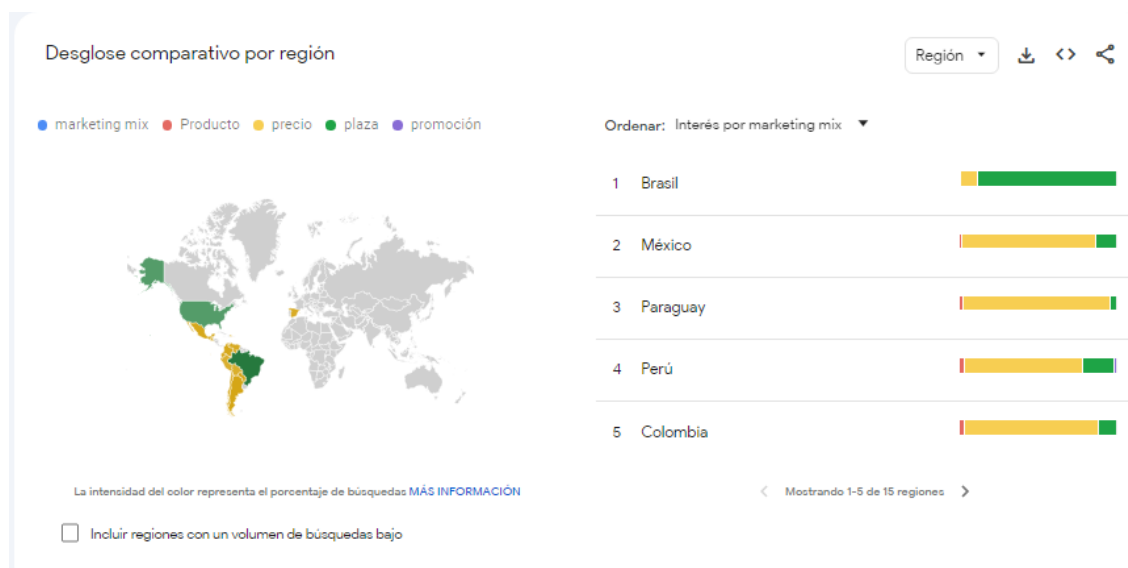 Desglose comparativo por región
Región
marketing mix Producto precio plaza promoción
Ordenar: Interés por marketing mix
1 Brasil
2 México
3 Paraguay
4 Perú
5 Colombia
La intensidad del color representa el porcentaje de búsquedas MÁS INFORMACIÓN
Mostrando 1-5 de 15 regiones
Incluir regiones con un volumen de búsquedas bajo